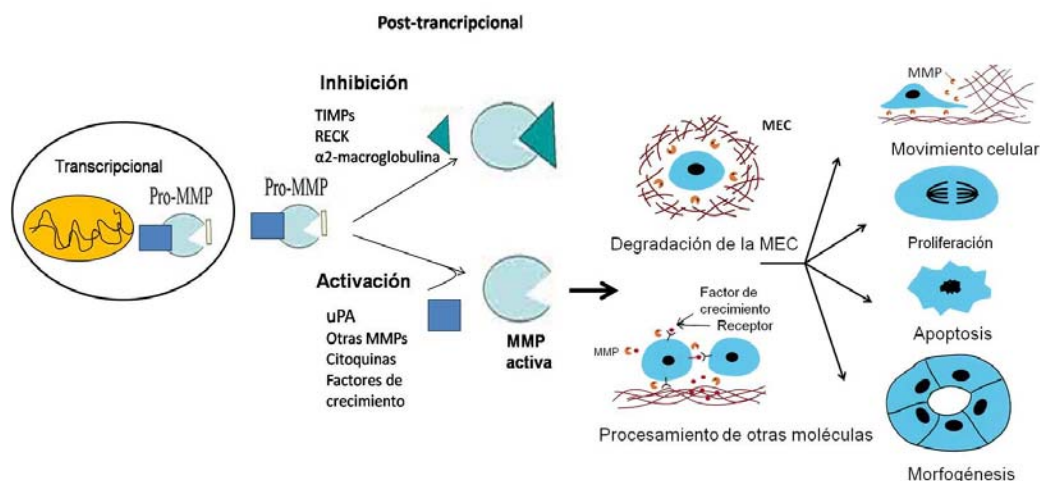 Post-trancripcional
Inhibición
TIMPs
RECK
α2-macroglobulina
Transcripcional
Pro-MMP
Pro-MMP
Activación
uPA
Otras MMPs
Citoquinas
Factores de
crecimiento
MMP
activa
MEC
Degradación de la MEC
Factor de
crecimiento
Receptor
MMP
Procesamiento de otras moléculas
MMP
Movimiento celular
Proliferación
Apoptosis
Morfogénesis